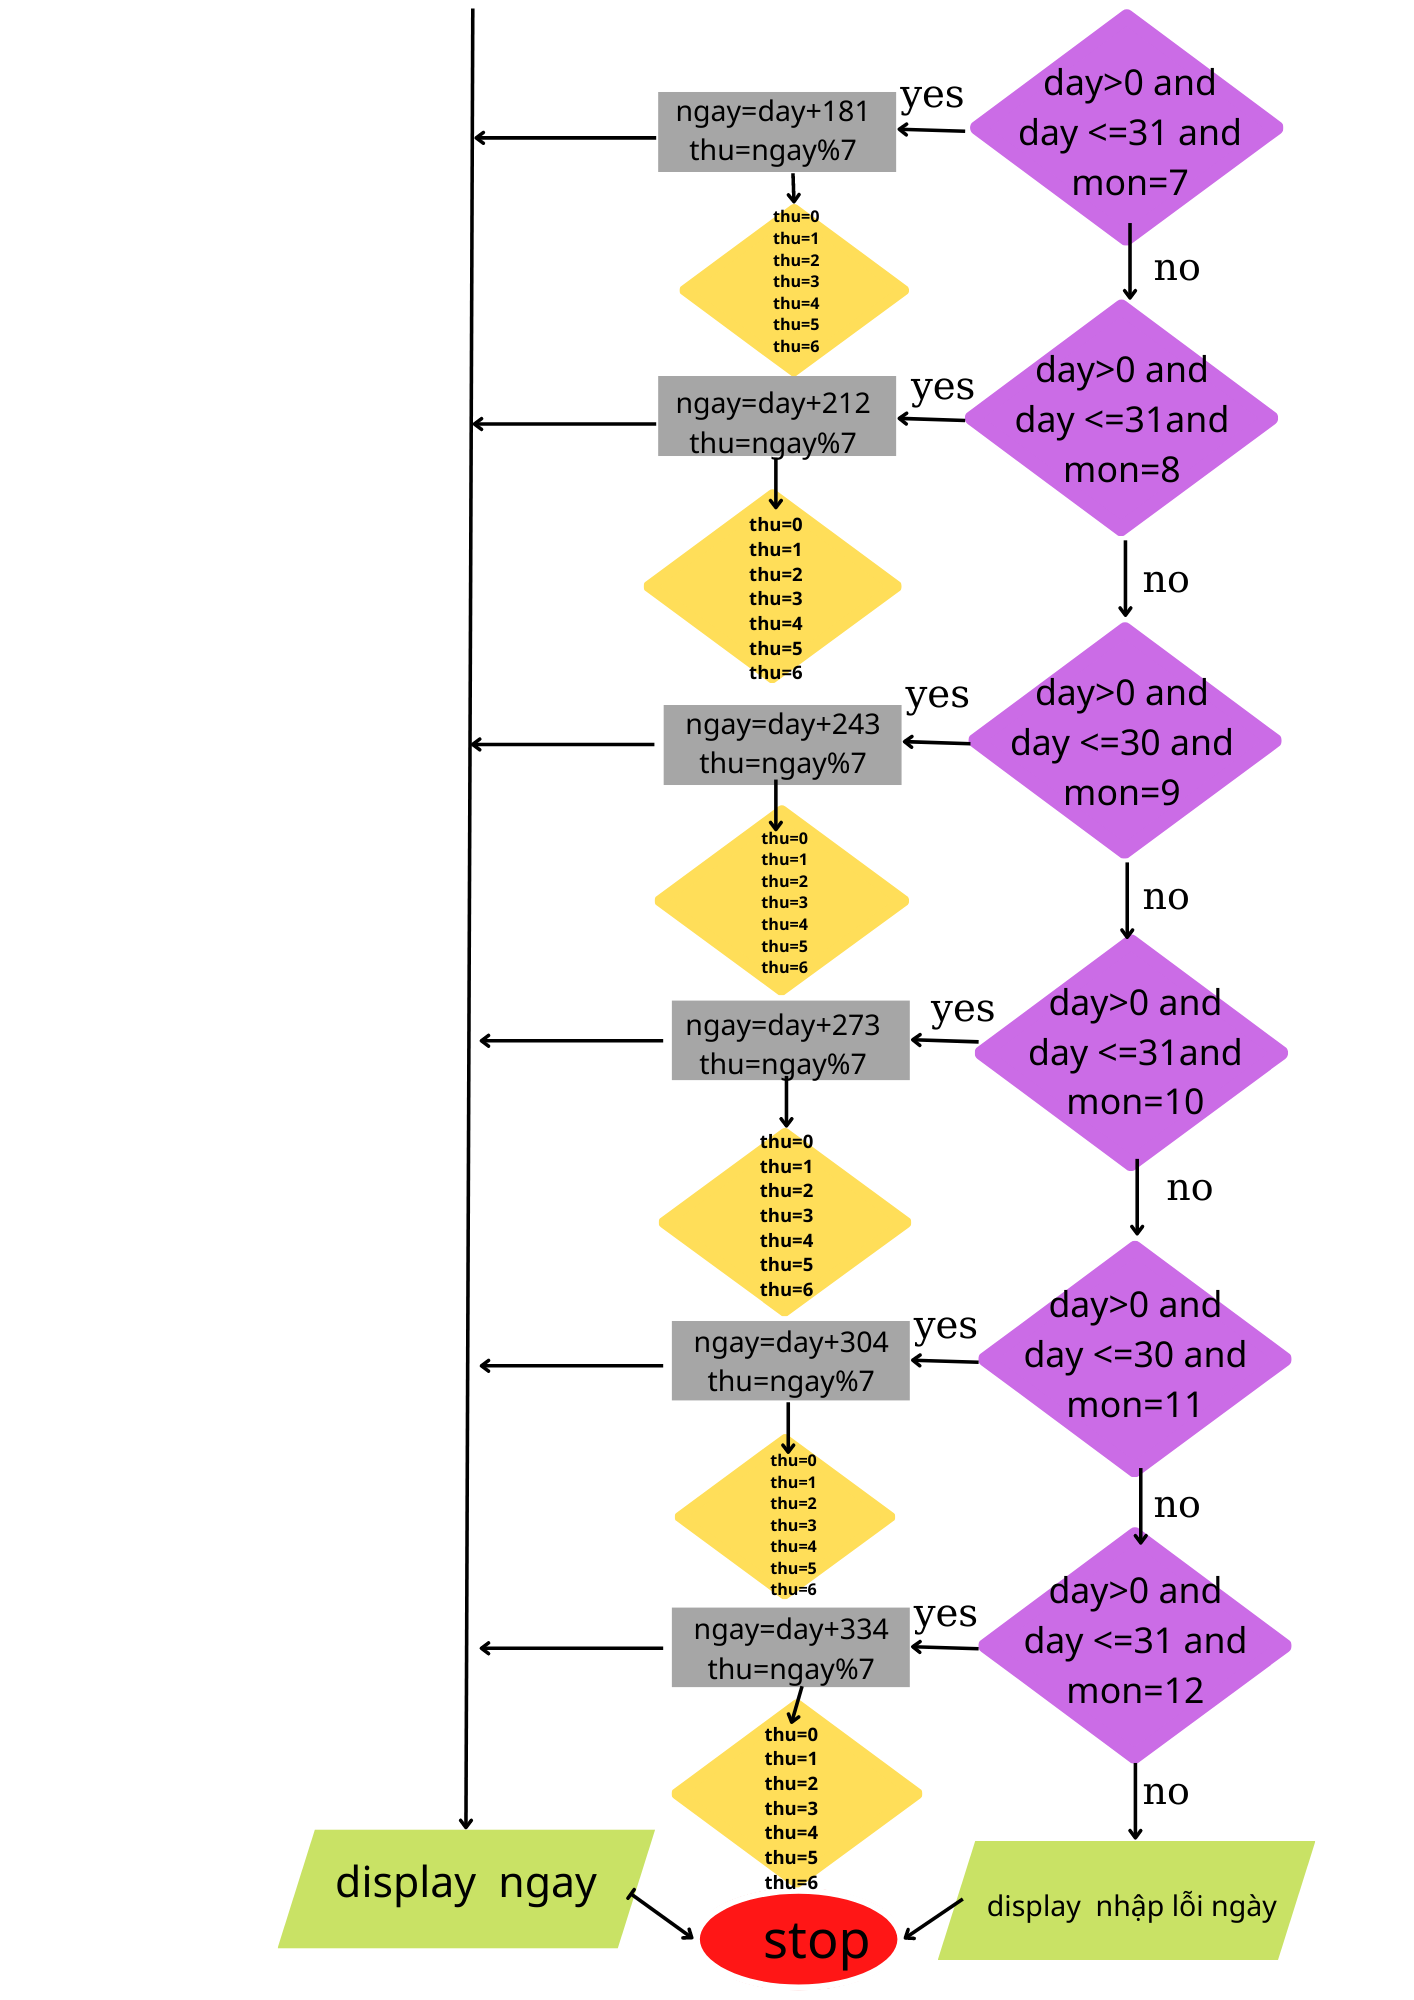 day>0 and
day <=31 and
mon=7
yes
ngay=day+181
thu=ngay%7
thu=0
thu=1
thu=2
thu=3
thu=4
thu=5
thu=6
no
day>0 and
day <=31and
mon=8
yes
ngay=day+212
thu=ngay%7
thu=0
thu=1
thu=2
thu=3
thu=4
thu=5
thu=6
no
day>0 and
day <=30 and
mon=9
yes
ngay=day+243
thu=ngay%7
thu=0
thu=1
thu=2
thu=3
thu=4
thu=5
thu=6
no
day>0 and
day <=31and
mon=10
yes
ngay=day+273
thu=ngay%7
thu=0
thu=1
thu=2
thu=3
thu=4
thu=5
thu=6
no
day>0 and
day <=30 and
mon=11
yes
ngay=day+304
thu=ngay%7
thu=0
thu=1
thu=2
thu=3
thu=4
thu=5
thu=6
no
day>0 and
day <=31 and
mon=12
yes
ngay=day+334
thu=ngay%7
thu=0
thu=1
thu=2
thu=3
thu=4
thu=5
thu=6
no
display  ngay
display  nhập lỗi ngày
stop